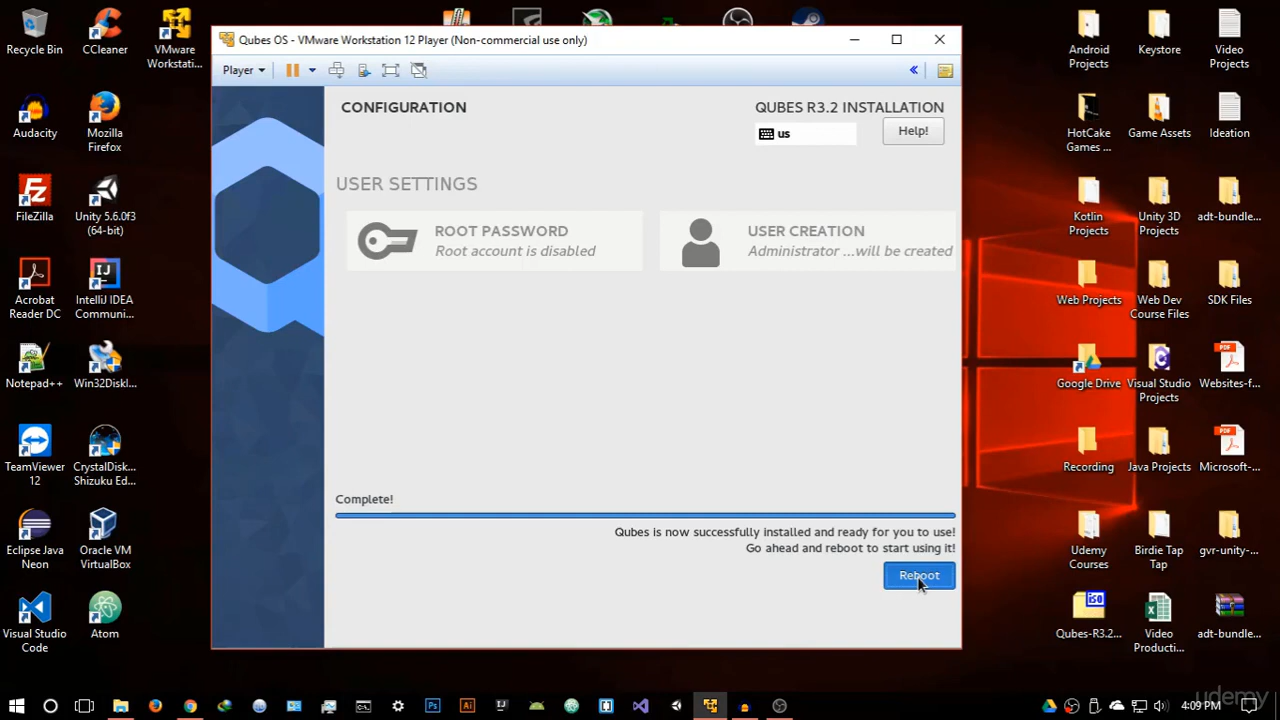 Recycle Bin
CCleaner
VMware
Workstati...
Audacity
Mozilla
Firefox
FileZilla
Unity 5.6.0f3
(64-bit)
Acrobat
Reader DC
IntelliJ IDEA
Communi...
Notepad++
Win32Diskl...
TeamViewer
12
CrystalDisk...
Shizuku Ed...
Eclipse Java
Neon
Oracle VM
VirtualBox
Visual Studio
Code
Atom
Qubes OS - VMware Workstation 12 Player (Non-commercial use only)
Player
CONFIGURATION
QUBES R3.2 INSTALLATION
us
Help!
USER SETTINGS
ROOT PASSWORD
Root account is disabled
USER CREATION
Administrator ...will be created
Complete!
Qubes is now successfully installed and ready for you to use!
Go ahead and reboot to start using it!
Reboot
Android
Projects
Keystore
Video
Projects
HotCake
Games ...
Game Assets
Ideation
Kotlin
Projects
Unity 3D
Projects
adt-bundle...
Web Projects
Web Dev
Course Files
SDK Files
Google Drive
Visual Studio
Projects
Websites-f...
Recording
Java Projects
Microsoft-...
Udemy
Courses
Birdie Tap
Tap
gvr-unity-...
Qubes-R3.2...
Video
Producti...
adt-bundle...
4:09 PM
udemy